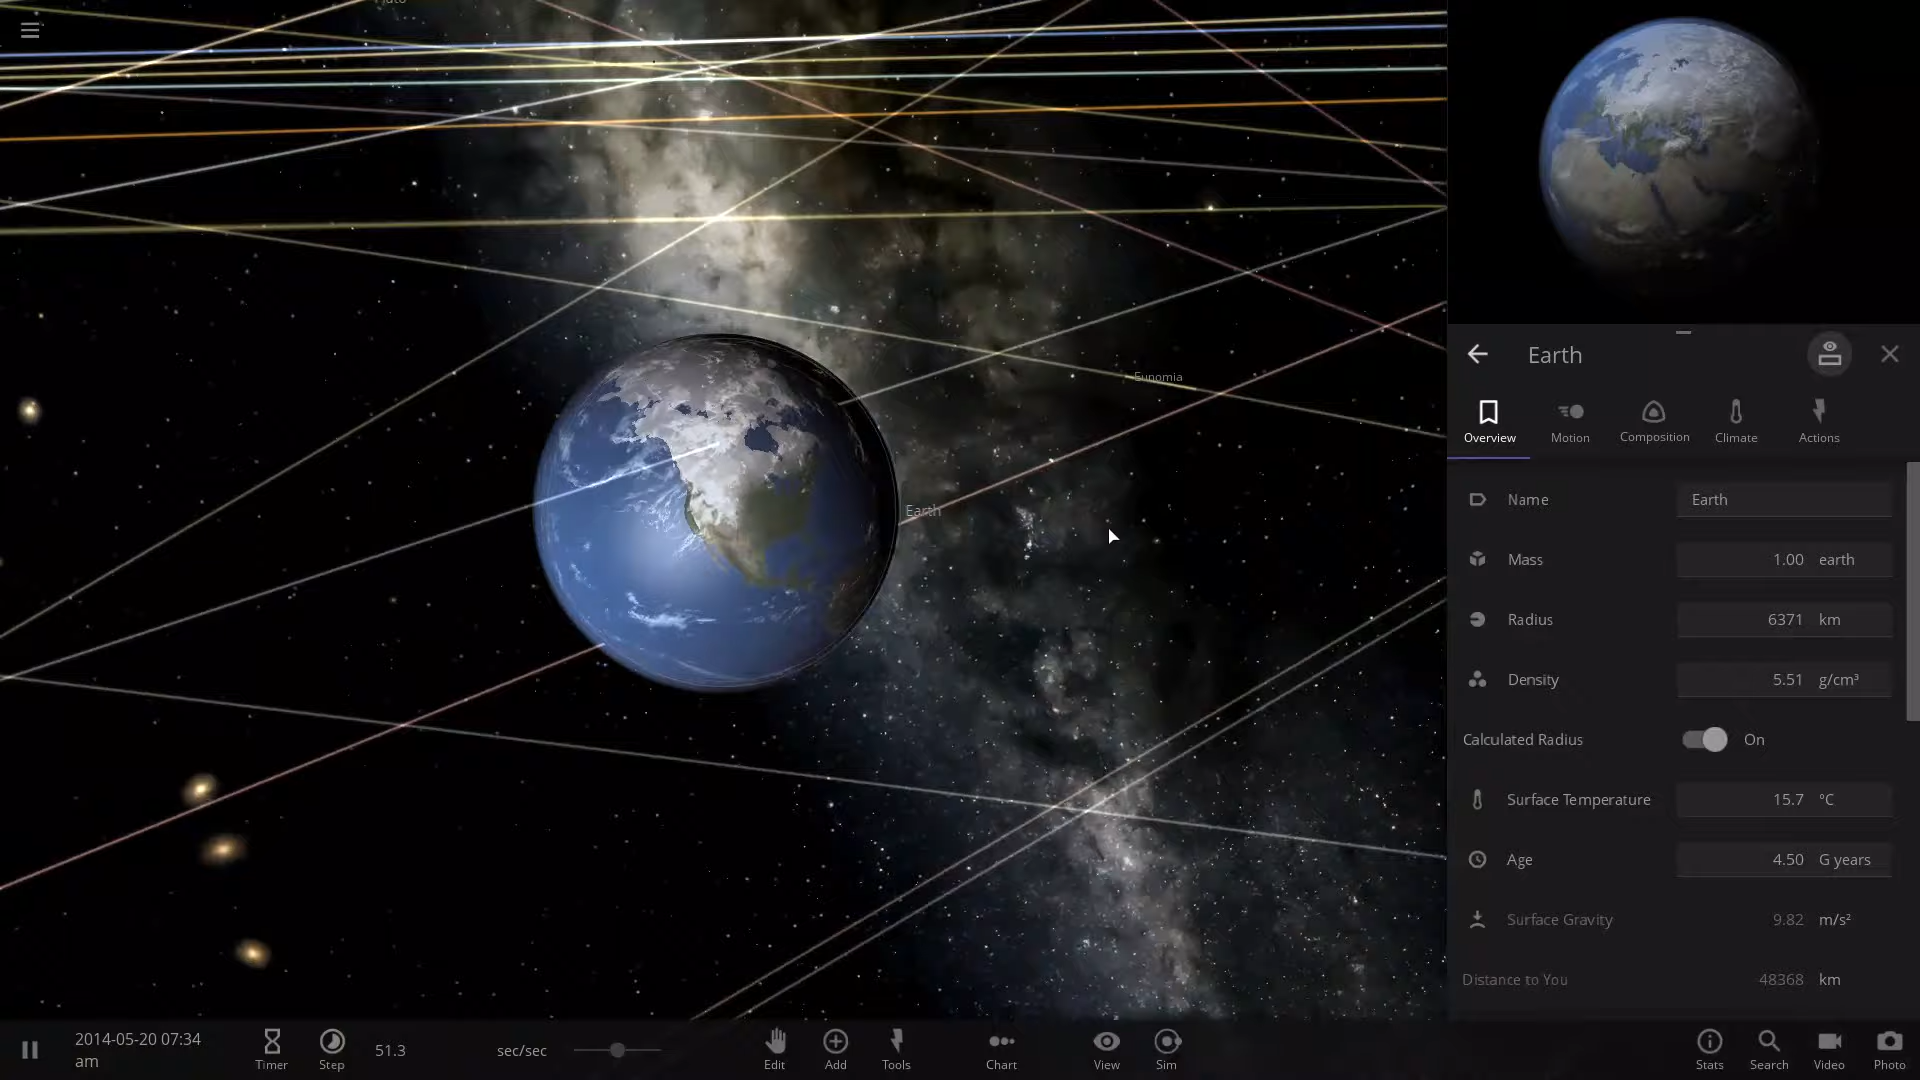 Earth
Overview
Motion
Composition
Climate
Actions
Name
Earth
Mass
1.00 earth
Radius
6371 km
Density
5.51 g/cm³
Calculated Radius
On
Surface Temperature
15.7 °C
Age
4.50 G years
Surface Gravity
9.82 m/s²
Distance to You
48368 km
Eunomia
Earth
2014-05-20 07:34
am
Timer
Step
51.3
sec/sec
Edit
Add
Tools
Chart
View
Sim
Stats
Search
Video
Photo